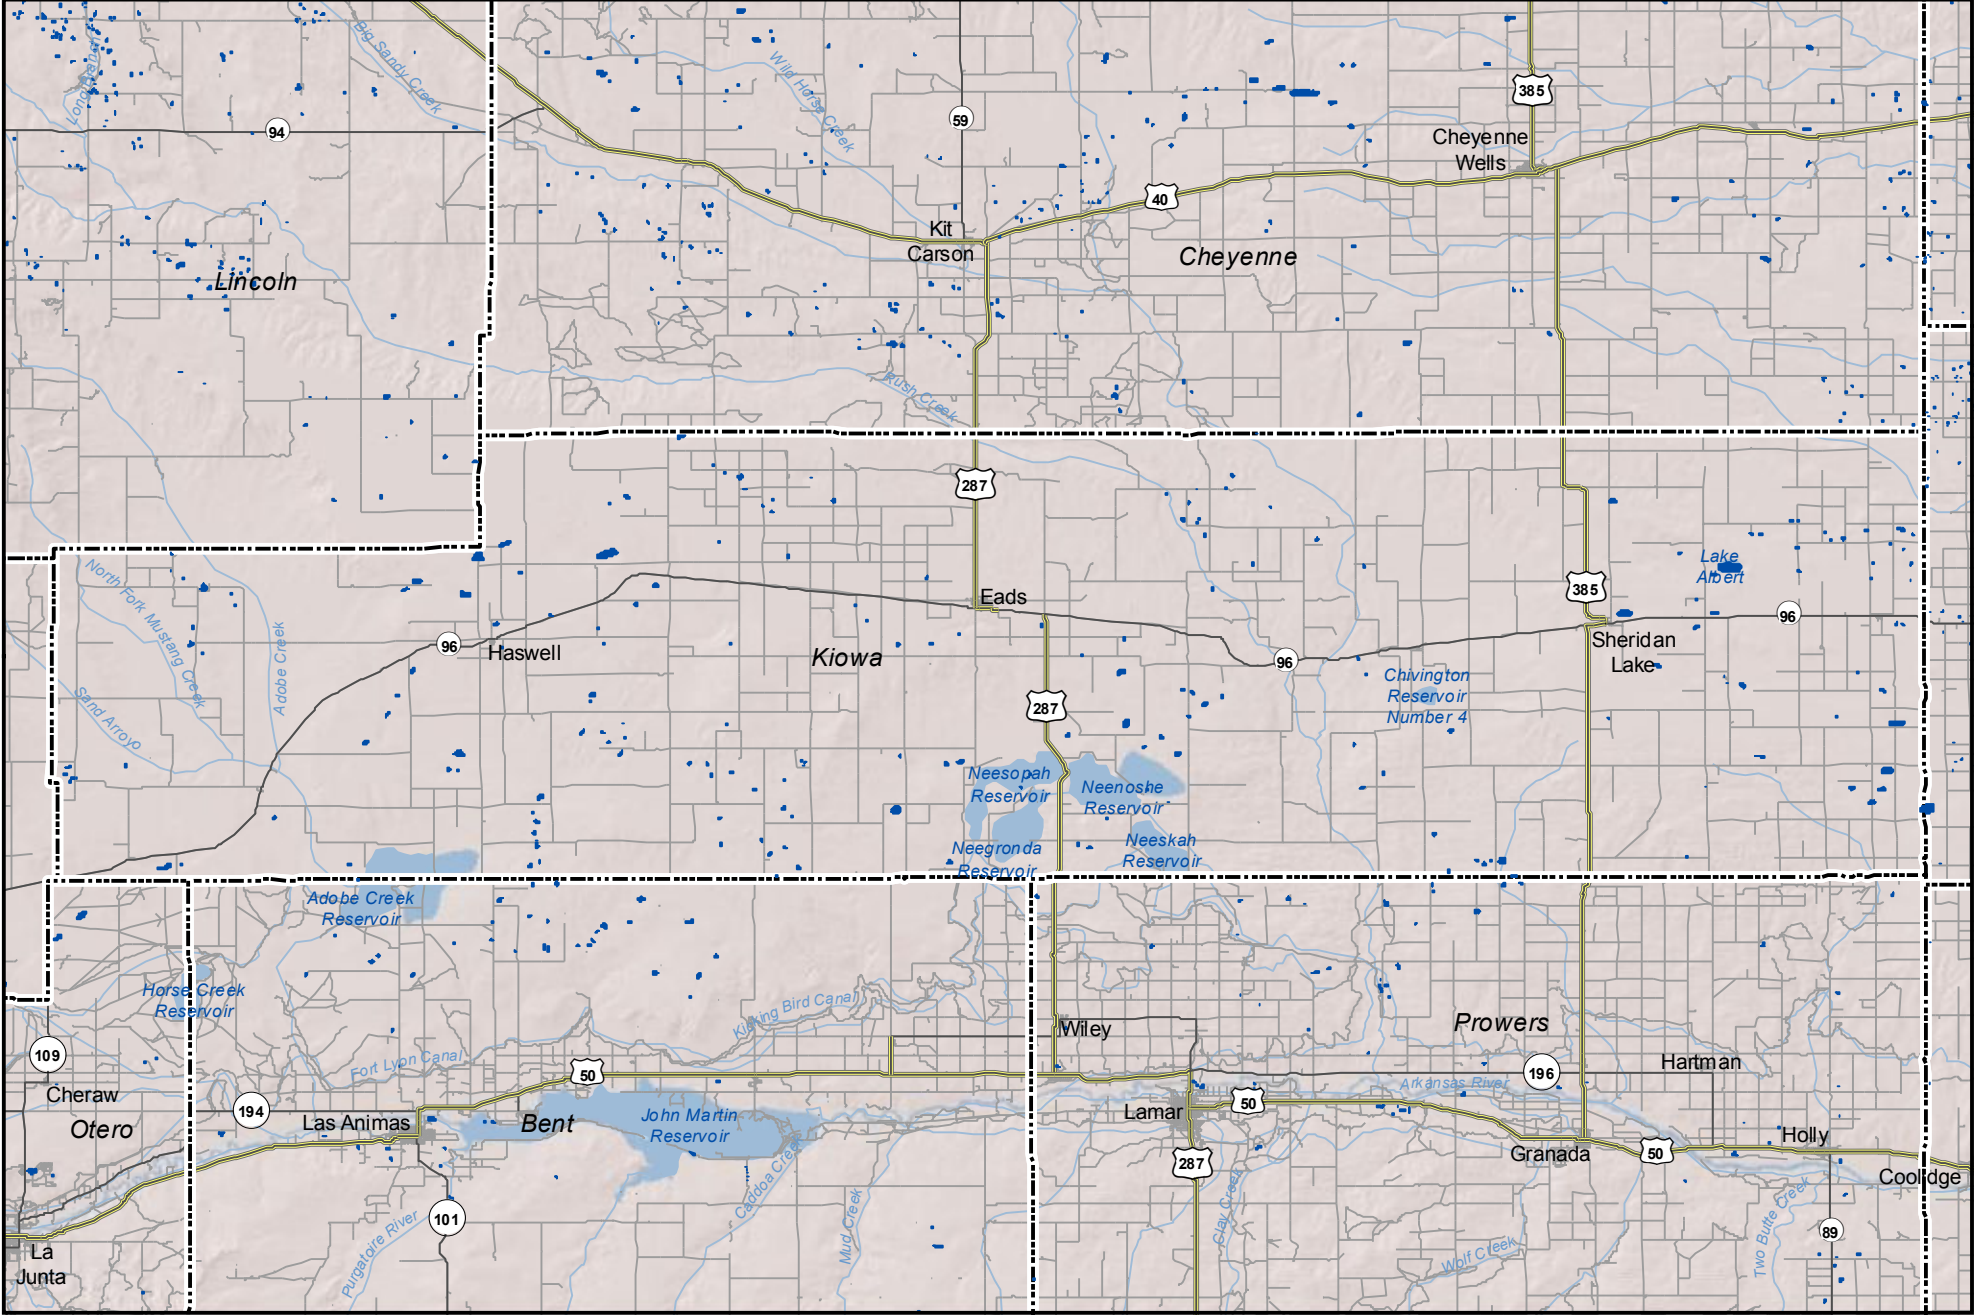 Big Sandy Creek
Long Branch
Wild Horse Creek
385
94
59
Cheyenne
Wells
40
Kit
Carson
Cheyenne
Lincoln
Rush Creek
287
North Fork Mustang Creek
Lake
Albert
385
Eads
96
Adobe Creek
96
Haswell
Kiowa
96
Sheridan
Lake
Chivington
Reservoir
Number 4
Sand Arroyo
287
Neesopah
Reservoir
Neenoshe
Reservoir
Neegronda
Reservoir
Neeskah
Reservoir
Adobe Creek
Reservoir
Horse Creek
Reservoir
Kicking Bird Canal
Wiley
Prowers
109
Fort Lyon Canal
50
Hartman
196
Arkansas River
Cheraw
194
Las Animas
Bent
John Martin
Reservoir
Lamar
50
Otero
Caddoa Creek
Holly
Granada
50
287
Coolidge
101
Purgatoire River
Mud Creek
Clay Creek
Wolf Creek
Two Butte Creek
89
La
Junta